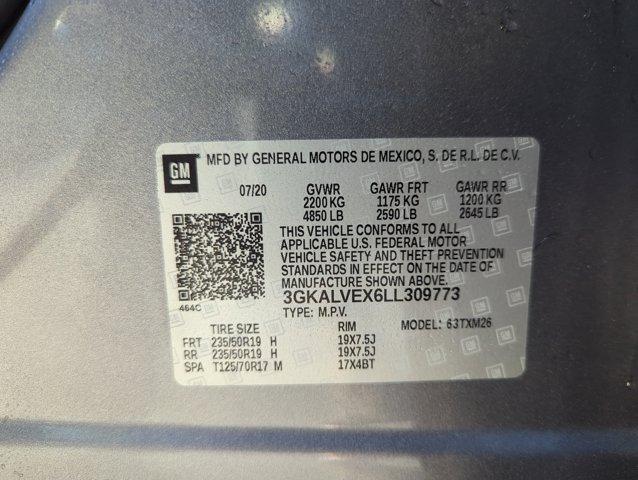 GM MFD BY GENERAL MOTORS DE MEXICO, S. DE R.L. DE C.V.
07/20 GVWR GAWR FRT GAWR RR
2200 KG 1175 KG 1200 KG
4850 LB 2590 LB 2645 LB
THIS VEHICLE CONFORMS TO ALL
APPLICABLE U.S. FEDERAL MOTOR
VEHICLE SAFETY AND THEFT PREVENTION
STANDARDS IN EFFECT ON THE DATE OF
MANUFACTURE SHOWN ABOVE.
464C 3GKALVEX6LL309773
TYPE: M.P.V. MODEL: 63TXM26
TIRE SIZE RIM
FRT 235/50R19 H 19X7.5J
RR 235/50R19 H 19X7.5J
SPA T125/70R17 M 17X4BT